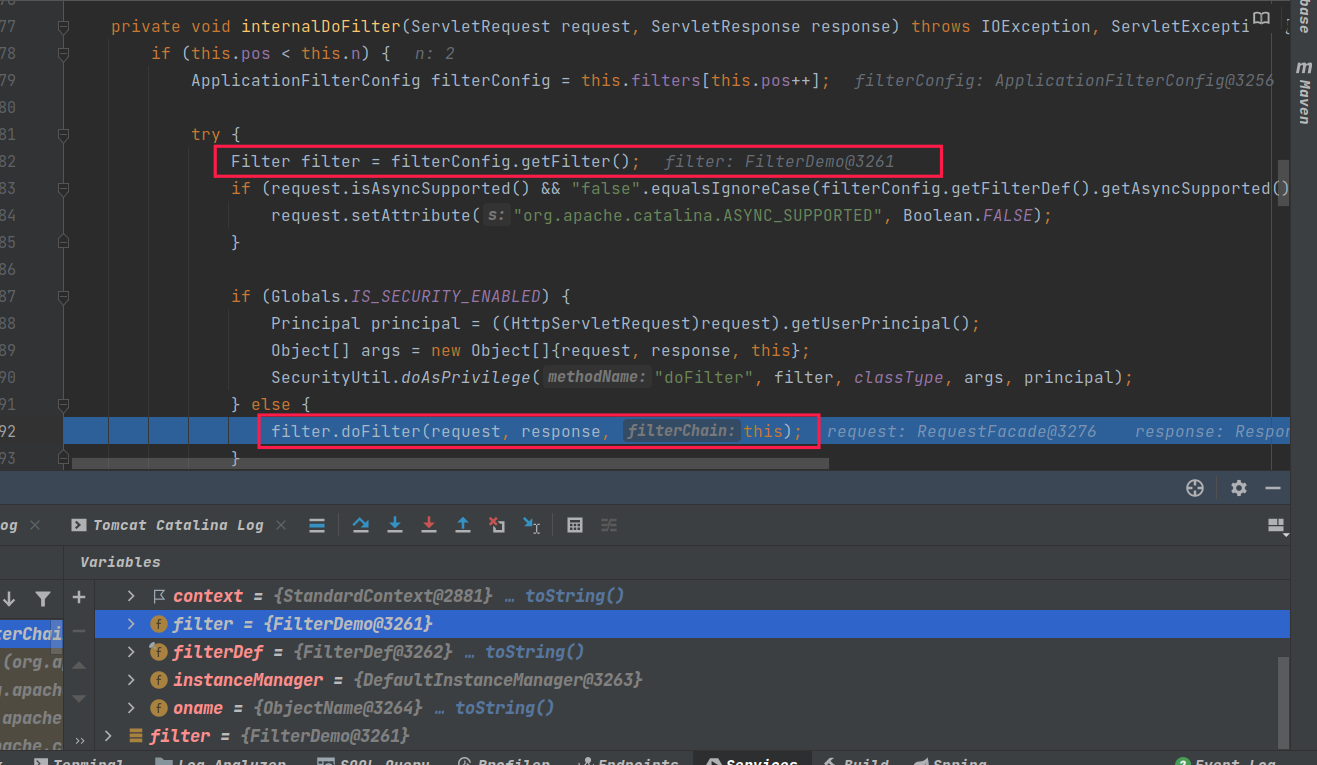 77 private void internalDoFilter(ServletRequest request, ServletResponse response) throws IOException, ServletExcepti
78 if (this.pos < this.n) { n: 2
79 ApplicationFilterConfig filterConfig = this.filters[this.pos++]; filterConfig: ApplicationFilterConfig@3256
80
81 try {
82 Filter filter = filterConfig.getFilter(); filter: FilterDemo@3261
83 if (request.isAsyncSupported() && "false".equalsIgnoreCase(filterConfig.getFilterDef().getAsyncSupported()
84 request.setAttribute( s: "org.apache.catalina.ASYNC_SUPPORTED", Boolean.FALSE);
85 }
86
87 if (Globals.IS_SECURITY_ENABLED) {
88 Principal principal = ((HttpServletRequest)request).getUserPrincipal();
89 Object[] args = new Object[]{request, response, this};
90 SecurityUtil.doAsPrivilege( methodName: "doFilter", filter, classType, args, principal);
91 } else {
92 filter.doFilter(request, response, filterChain: this); request: RequestFacade@3276 response: Respon
93 }
base
m Maven
og × Tomcat Catalina Log ×
Variables
context = {StandardContext@2881} … toString()
filter = {FilterDemo@3261}
filterDef = {FilterDef@3262} … toString()
instanceManager = {DefaultInstanceManager@3263}
oname = {ObjectName@3264} … toString()
filter = {FilterDemo@3261}
terChai
(org.a
.apache
apache
pache.c
Terminal Log Analyzer SOQL Query Profiler Endpoints Services Build Spring 2 Event Log